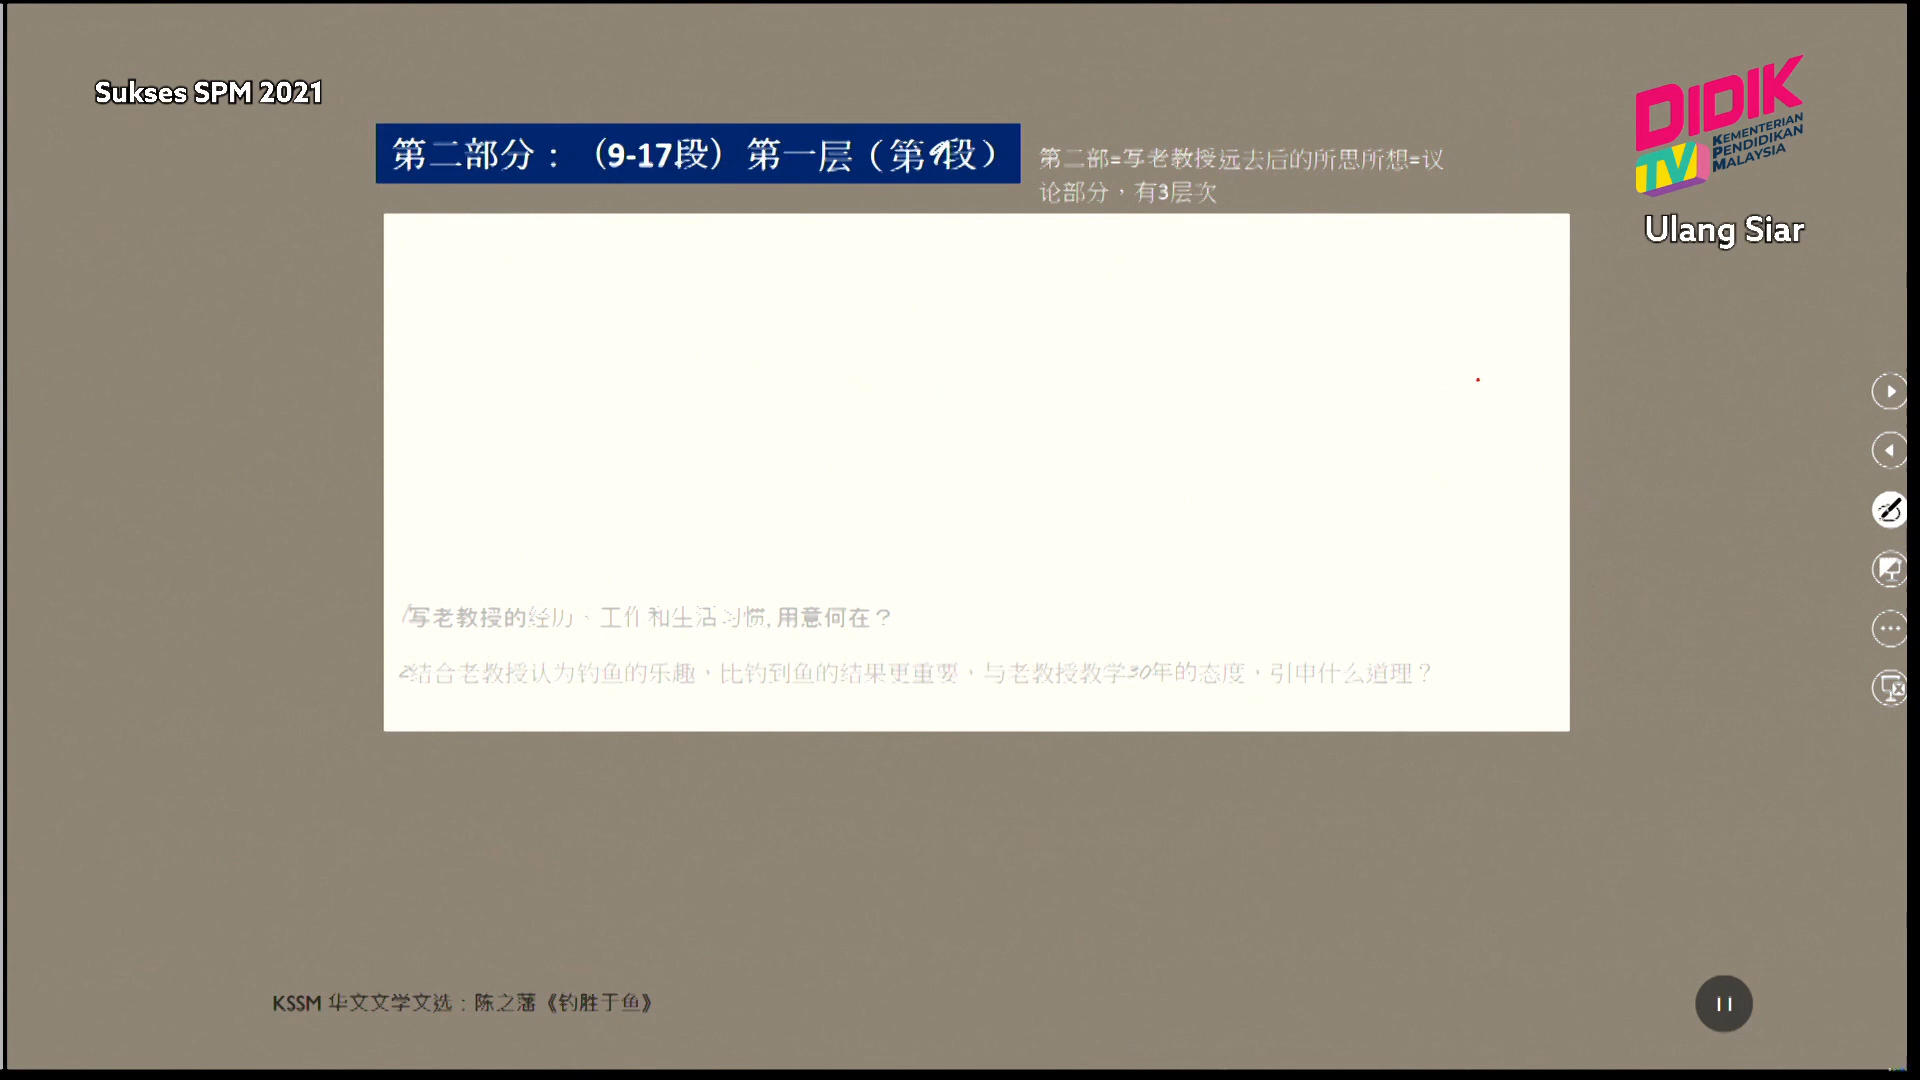 Sukses SPM 2021
DIDIK
TV
KEMENTERIAN
PENDIDIKAN
MALAYSIA
Ulang Siar
第二部分：（9-17段）第一层（第9段）
第二部=写老教授远去后的所思所想=议
论部分，有3层次
1写老教授的经历、工作和生活习惯,用意何在？
2结合老教授认为钓鱼的乐趣，比钓到鱼的结果更重要，与老教授教学30年的态度，引申什么道理？
KSSM 华文文学文选：陈之藩《钓胜于鱼》
11